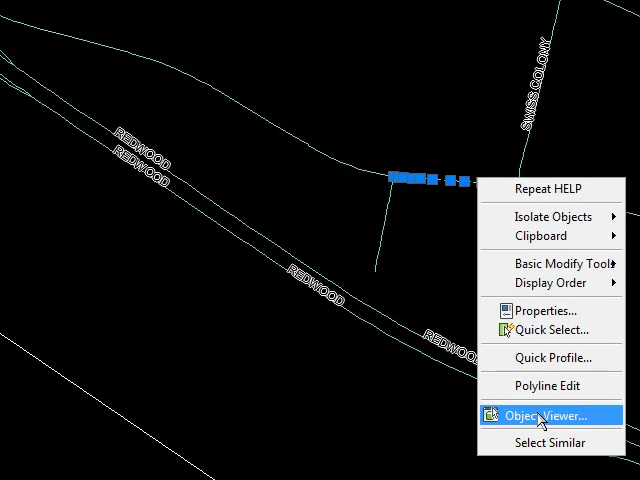 SWISS COLONY
REDWOOD
REDWOOD
REDWOOD
REDWOOD
Repeat HELP
Isolate Objects
Clipboard
Basic Modify Tools
Display Order
Properties...
Quick Select...
Quick Profile...
Polyline Edit
Object Viewer...
Select Similar